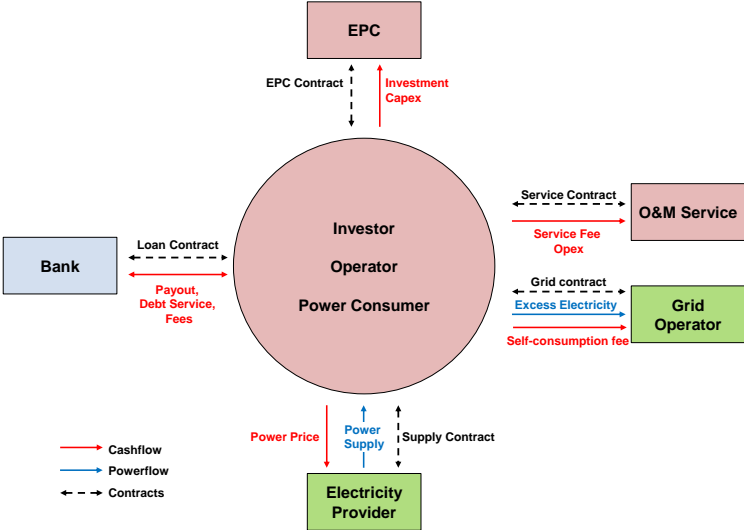 EPC
EPC Contract
Investment
Capex
Investor
Operator
Power Consumer
Service Contract
Service Fee
Opex
O&M Service
Loan Contract
Payout,
Debt Service,
Fees
Bank
Grid contract
Excess Electricity
Self-consumption fee
Grid
Operator
Power Price
Power
Supply
Supply Contract
Electricity
Provider
Cashflow
Powerflow
Contracts